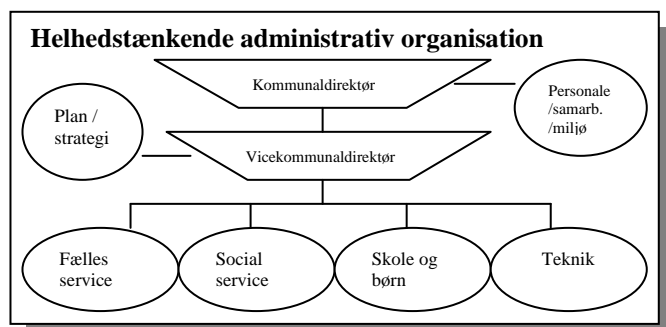 Helhedstænkende administrativ organisation
Kommunaldirektør
Personale
/samarb.
/miljø
Plan /
strategi
Vicekommunaldirektør
Fælles
service
Social
service
Skole og
børn
Teknik